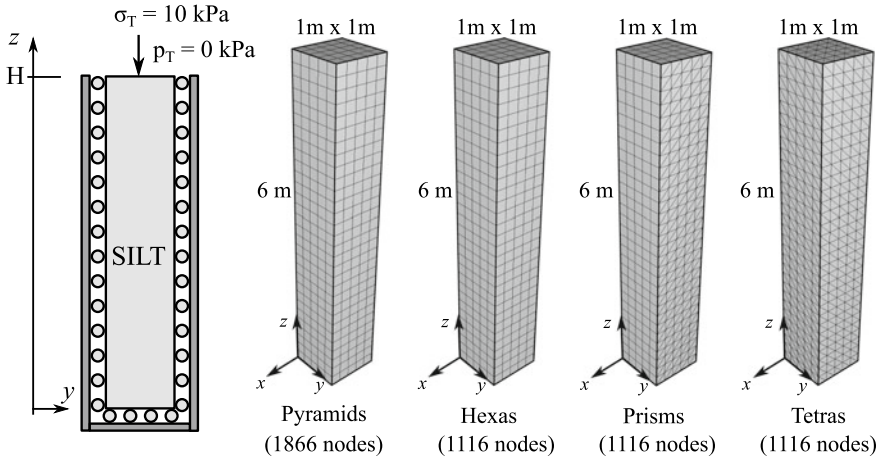 σT = 10 kPa
pT = 0 kPa
z
H
SILT
y
1m x 1m
6 m
z
x
y
Pyramids
(1866 nodes)
1m x 1m
6 m
z
x
y
Hexas
(1116 nodes)
1m x 1m
6 m
z
x
y
Prisms
(1116 nodes)
1m x 1m
6 m
z
x
y
Tetras
(1116 nodes)